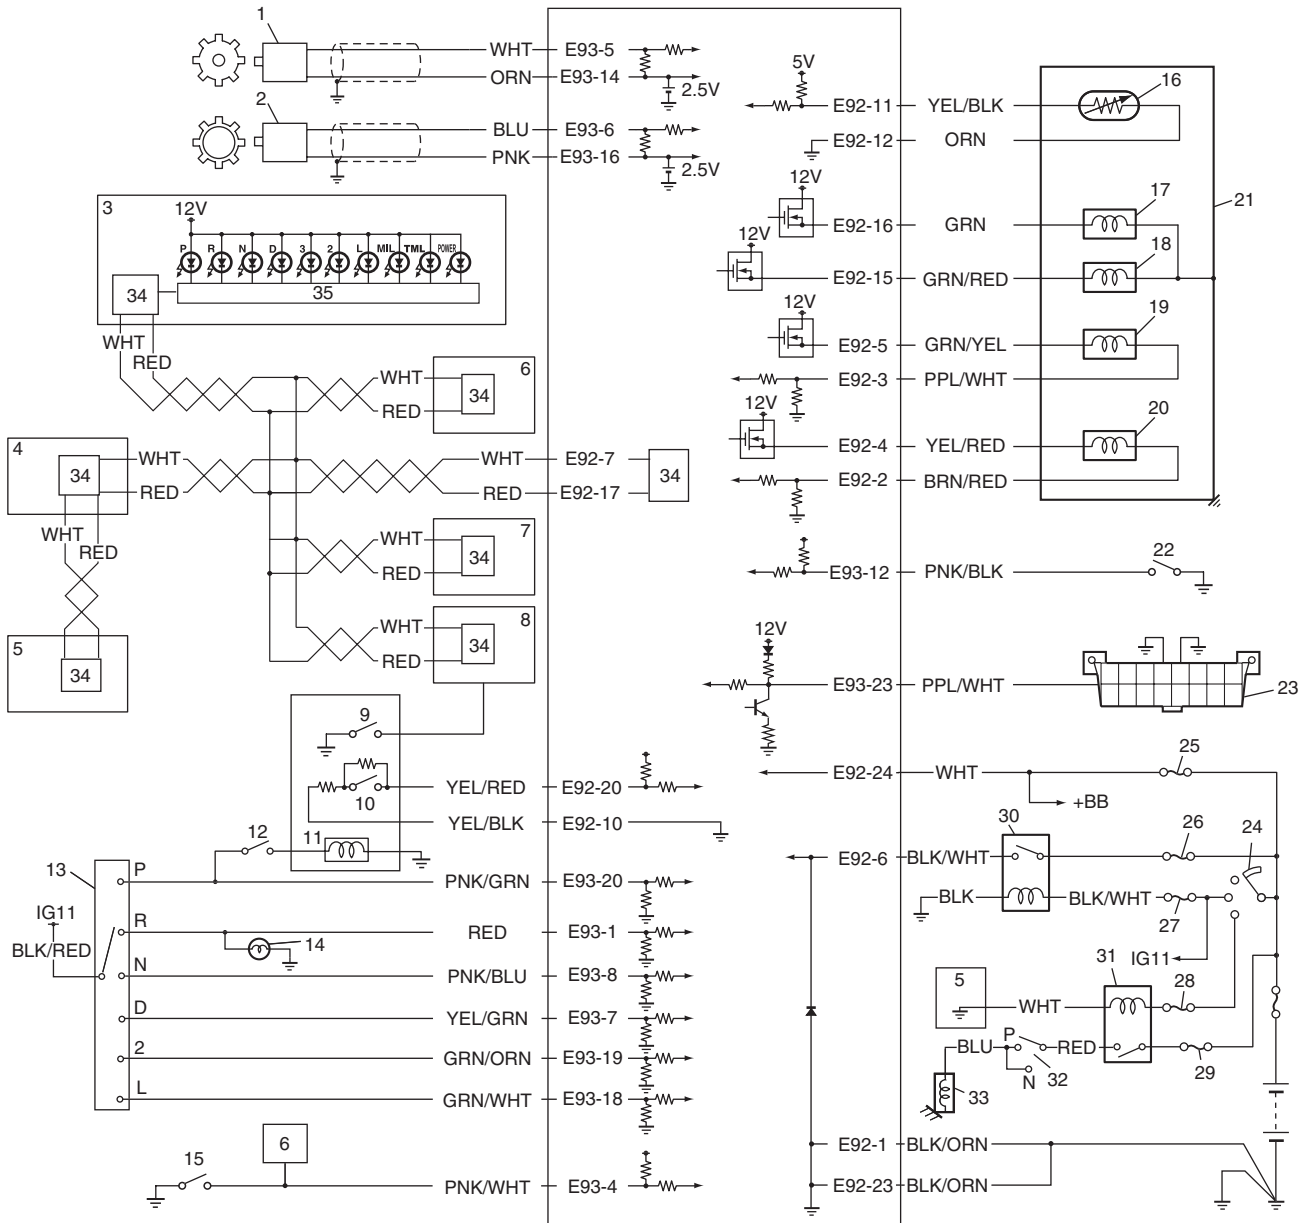 1
WHT E93-5
ORN E93-14
2.5V
2
BLU E93-6
PNK E93-16
2.5V
3
12V
P R N D 3 2 L MIL TML POWER
34
35
WHT
RED
6
WHT
34
RED
4
34
WHT
RED
WHT E92-7
RED E92-17
34
WHT
RED
7
WHT
34
RED
5
34
8
WHT
34
RED
9
10
YEL/RED E92-20
YEL/BLK E92-10
12
11
13
P
PNK/GRN E93-20
IG11
BLK/RED
R
RED E93-1
14
N
PNK/BLU E93-8
D
YEL/GRN E93-7
2
GRN/ORN E93-19
L
GRN/WHT E93-18
6
15
PNK/WHT E93-4
5V
E92-11 YEL/BLK
16
E92-12 ORN
12V
E92-16 GRN
17
21
12V
E92-15 GRN/RED
18
12V
E92-5 GRN/YEL
19
E92-3 PPL/WHT
12V
E92-4 YEL/RED
20
E92-2 BRN/RED
E93-12 PNK/BLK
22
12V
E93-23 PPL/WHT
23
E92-24 WHT
25
+BB
30
26
24
E92-6 BLK/WHT
BLK
BLK/WHT
27
IG11
31
5
WHT
28
BLU
P
RED
N
32
29
33
E92-1 BLK/ORN
E92-23 BLK/ORN